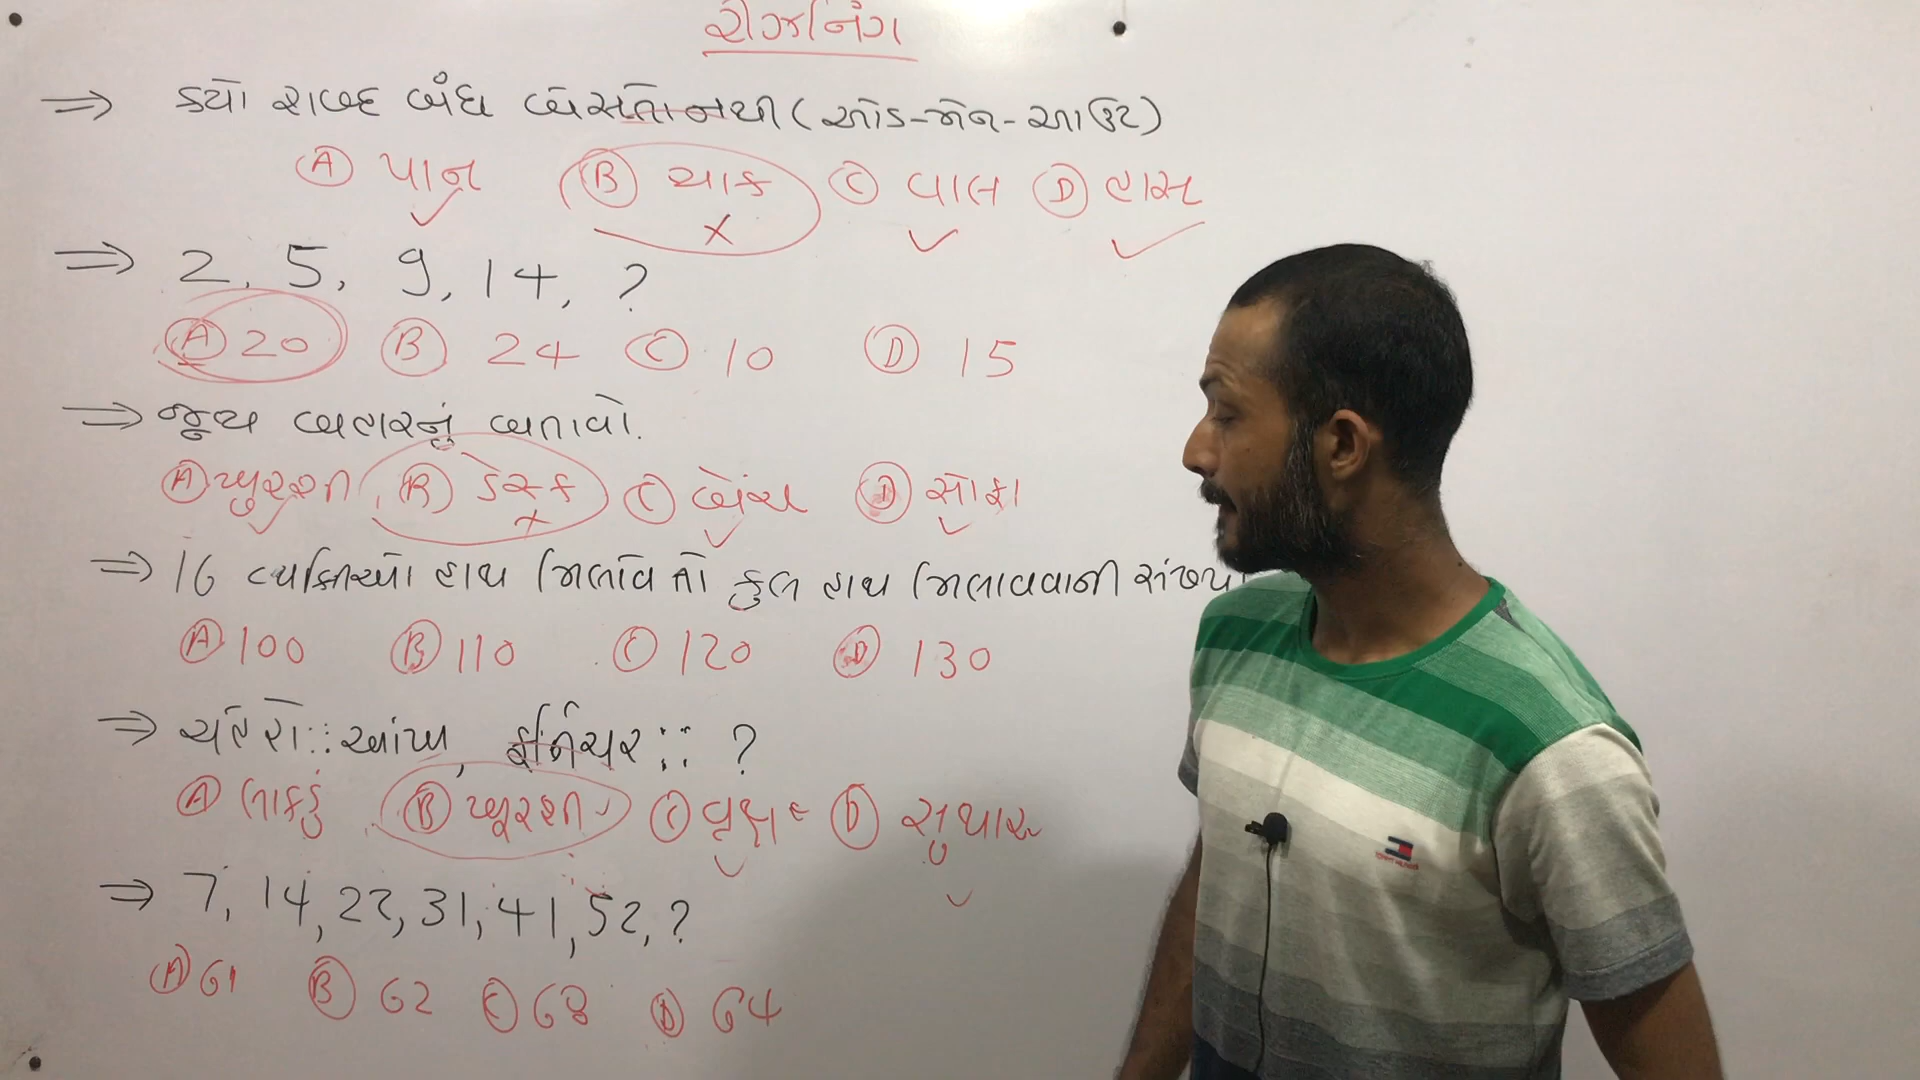 રીઝનિંગ
⇒ કયો શબ્દ બંધ બેસતો નથી (ઓડ-મેન-આઉટ)
Ⓐ પાન Ⓑ ચાક Ⓒ વાલ Ⓓ હાસ
⇒ 2, 5, 9, 14, ?
Ⓐ 20 Ⓑ 24 Ⓒ 10 Ⓓ 15
⇒ જૂથ બહારનું બતાવો.
Ⓐ ખુરશી Ⓑ ડેસ્ક Ⓒ બેંચ Ⓓ સોફા
⇒ 16 વ્યક્તિઓ હાથ મિલાવે તો કુલ હાથ મિલાવવાની સંખ્યા
Ⓐ 100 Ⓑ 110 Ⓒ 120 Ⓓ 130
⇒ ચહેરો :: આંખ, ફર્નિચર :: ?
Ⓐ લાકડું Ⓑ ખૂરશી Ⓒ વૃક્ષ Ⓓ સુથાર
⇒ 7, 14, 22, 31, 41, 52, ?
Ⓐ 61 Ⓑ 62 Ⓒ 68 Ⓓ 64